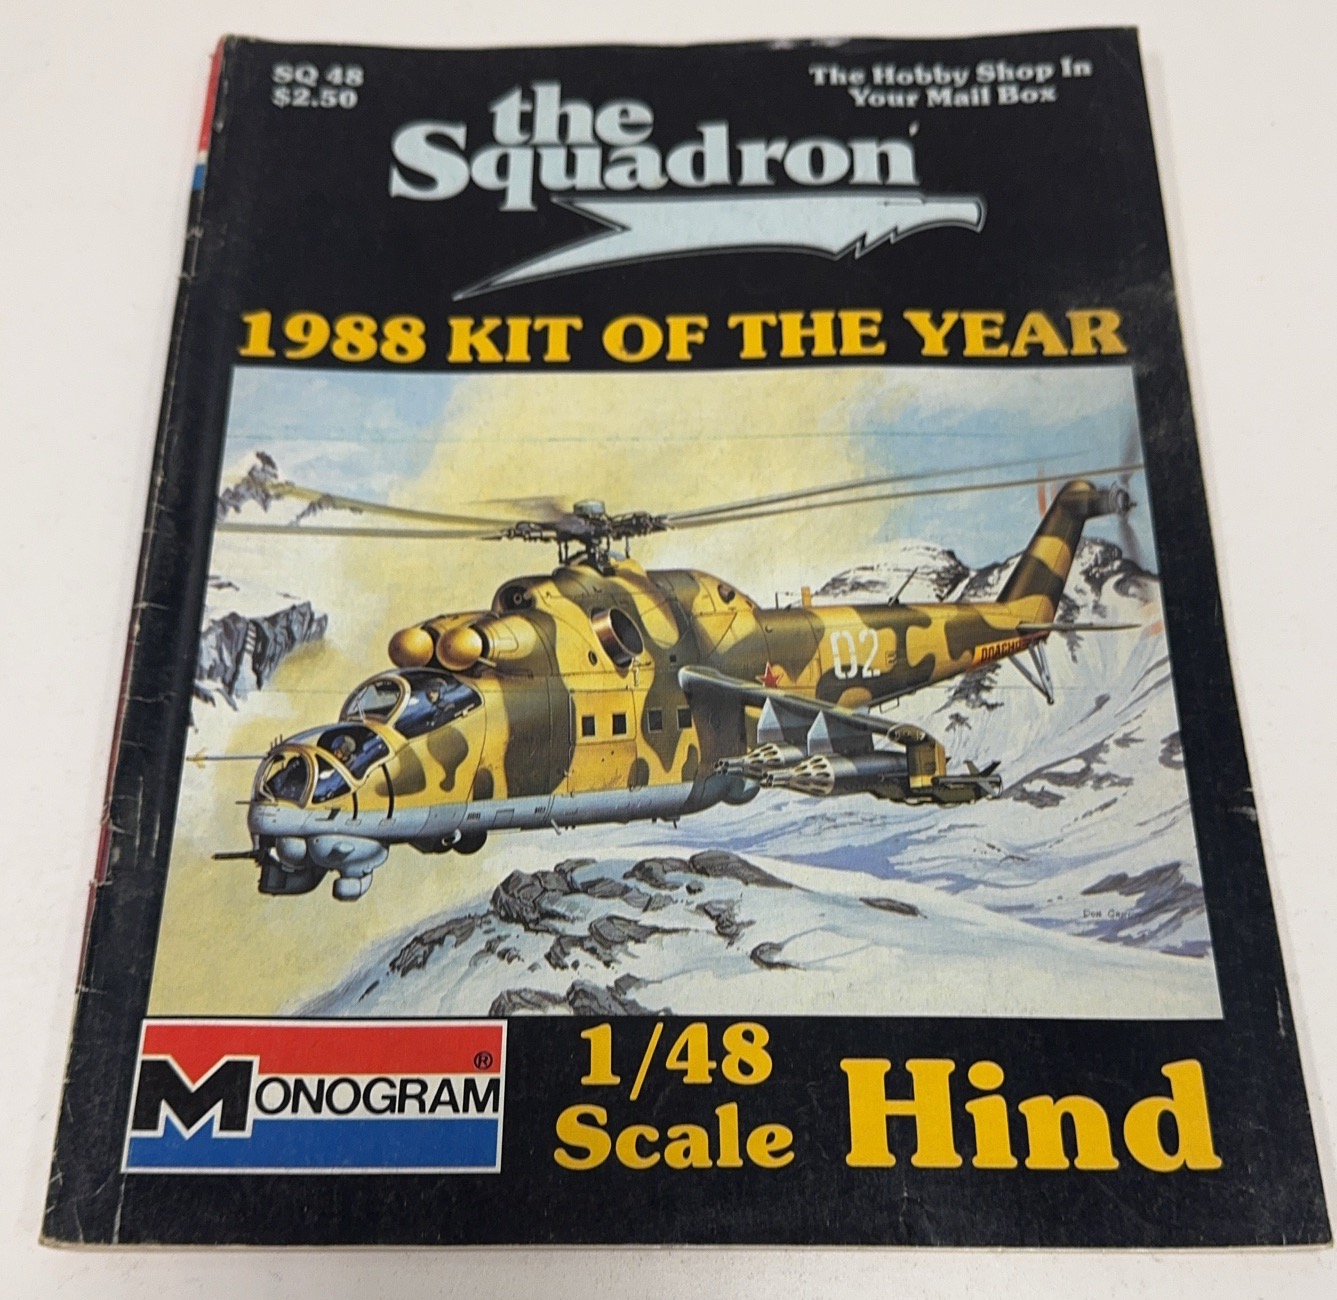 SQ 48
$2.50
The Hobby Shop In
Your Mail Box
the
Squadron
1988 KIT OF THE YEAR
02
MONOGRAM®
1/48
Scale
Hind